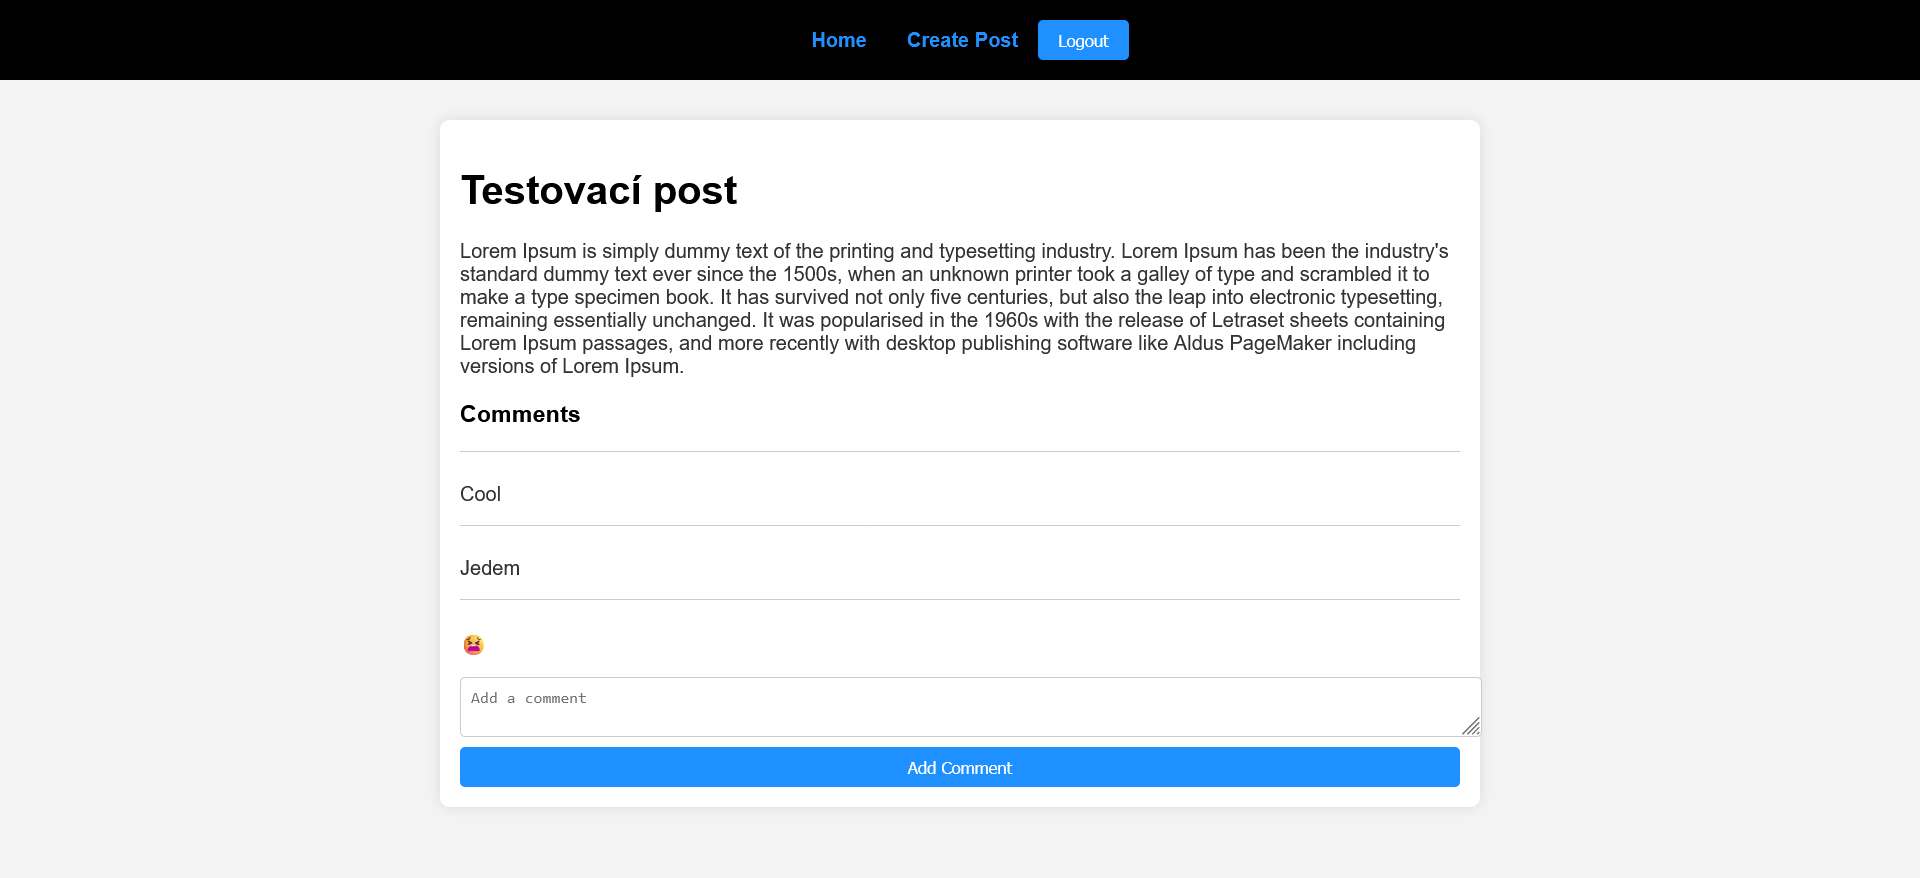 Home Create Post Logout
Testovací post
Lorem Ipsum is simply dummy text of the printing and typesetting industry. Lorem Ipsum has been the industry's
standard dummy text ever since the 1500s, when an unknown printer took a galley of type and scrambled it to
make a type specimen book. It has survived not only five centuries, but also the leap into electronic typesetting,
remaining essentially unchanged. It was popularised in the 1960s with the release of Letraset sheets containing
Lorem Ipsum passages, and more recently with desktop publishing software like Aldus PageMaker including
versions of Lorem Ipsum.
Comments
Cool
Jedem
😫
Add a comment
Add Comment